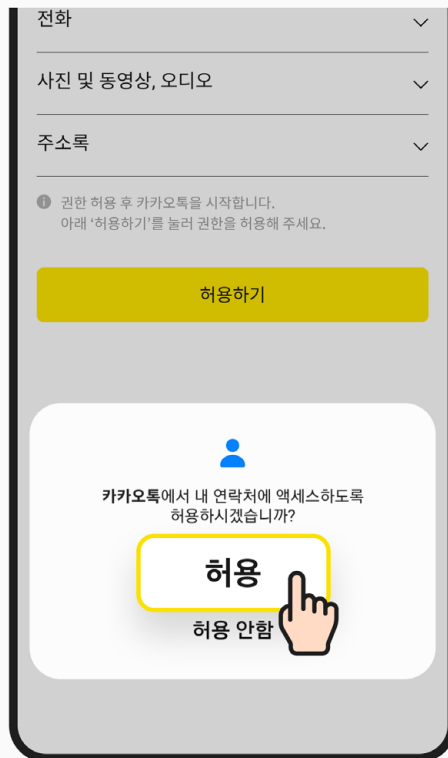 전화
사진 및 동영상, 오디오
주소록
권한 허용 후 카카오톡을 시작합니다.
아래 ‘허용하기’를 눌러 권한을 허용해 주세요.
허용하기
카카오톡에서 내 연락처에 액세스하도록
허용하시겠습니까?
허용
허용 안함